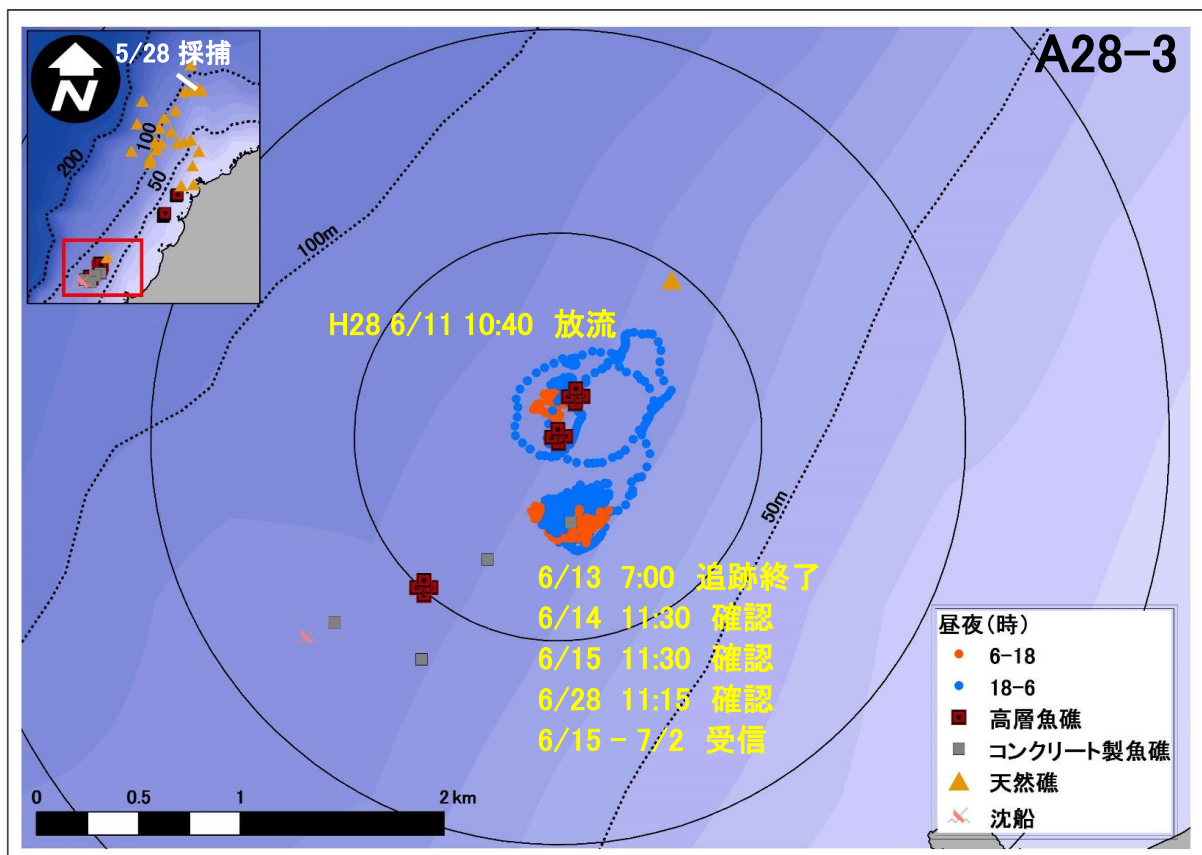 A28-3
5/28 採捕
N
200
100
50
100m
H28 6/11 10:40 放流
50m
6/13 7:00 追跡終了
6/14 11:30 確認
6/15 11:30 確認
6/28 11:15 確認
6/15 - 7/2 受信
昼夜(時)
6-18
18-6
高層魚礁
コンクリート製魚礁
天然礁
沈船
0 0.5 1 2 km